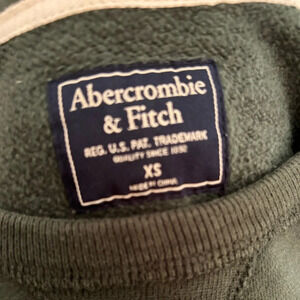 Abercrombie
& Fitch
REG. U.S. PAT. TRADEMARK
QUALITY SINCE 1892
XS
MADE IN CHINA